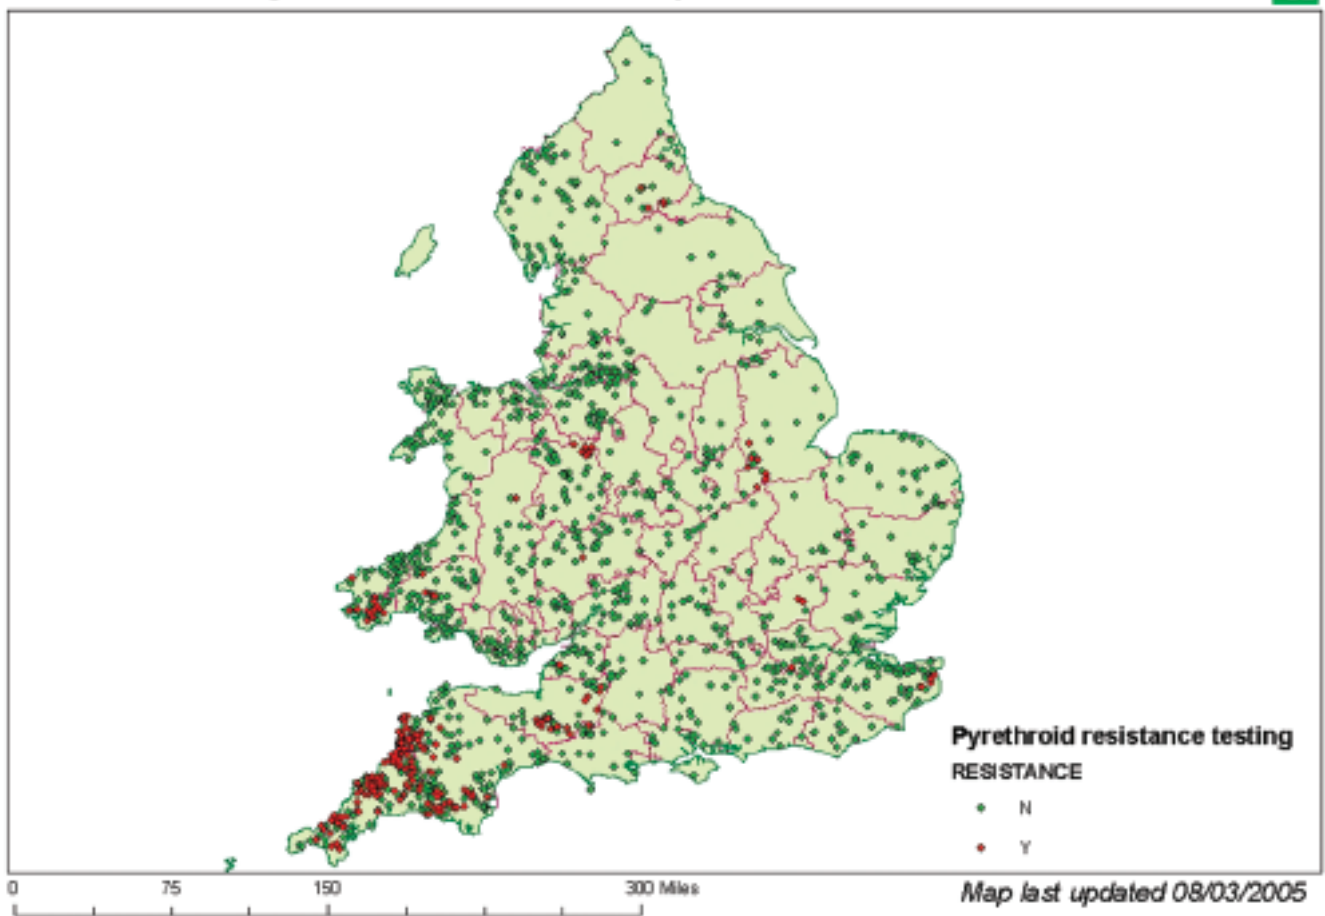 Pyrethroid resistance testing
RESISTANCE
N
Y
0 75 150 300 Miles
Map last updated 08/03/2005